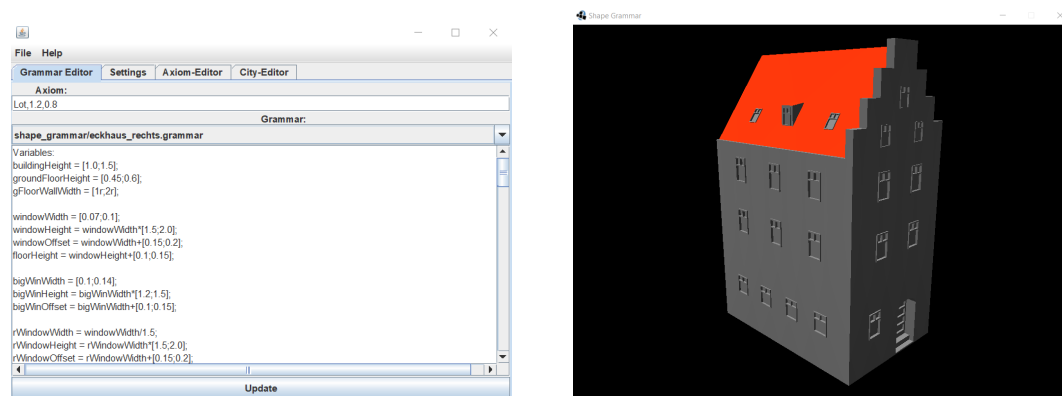 File Help
Grammar Editor Settings Axiom-Editor City-Editor
Axiom:
Lot,1.2,0.8
Grammar:
shape_grammar/eckhaus_rechts.grammar
Variables:
buildingHeight = [1.0;1.5];
groundFloorHeight = [0.45;0.6];
gFloorWallWidth = [1r;2r];
windowWidth = [0.07;0.1];
windowHeight = windowWidth*[1.5;2.0];
windowOffset = windowWidth+[0.15;0.2];
floorHeight = windowHeight+[0.1;0.15];
bigWinWidth = [0.1;0.14];
bigWinHeight = bigWinWidth*[1.2;1.5];
bigWinOffset = bigWinWidth+[0.1;0.15];
rWindowWidth = windowWidth/1.5;
rWindowHeight = rWindowWidth*[1.5;2.0];
rWindowOffset = rWindowWidth+[0.15;0.2];
Update
Shape Grammar